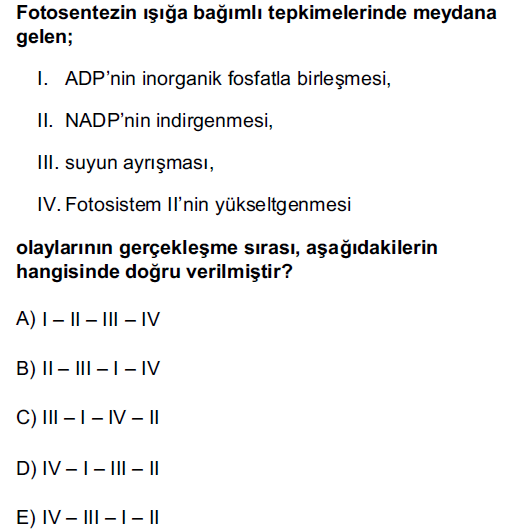 Fotosentezin ışığa bağımlı tepkimelerinde meydana
gelen;
I. ADP’nin inorganik fosfatla birleşmesi,
II. NADP’nin indirgenmesi,
III. suyun ayrışması,
IV. Fotosistem II’nin yükseltgenmesi
olaylarının gerçekleşme sırası, aşağıdakilerin
hangisinde doğru verilmiştir?
A) I – II – III – IV
B) II – III – I – IV
C) III – I – IV – II
D) IV – I – III – II
E) IV – III – I – II